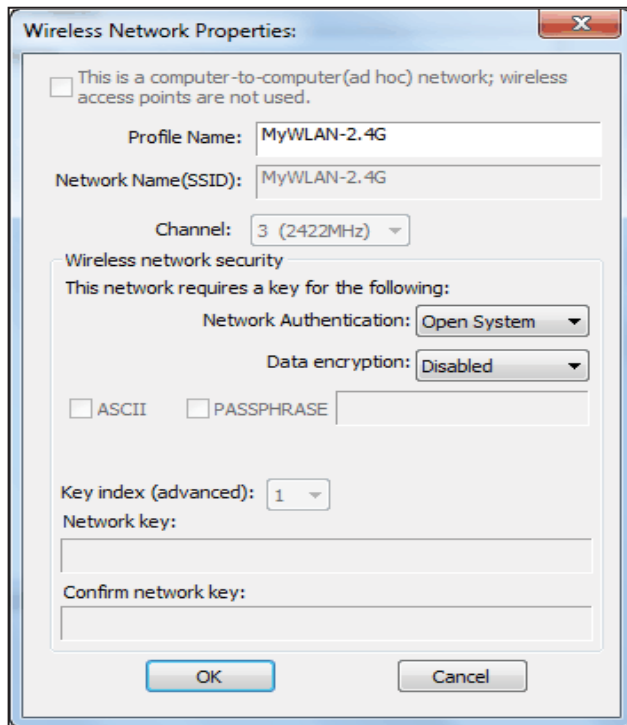 Wireless Network Properties:
This is a computer-to-computer(ad hoc) network; wireless
access points are not used.
Profile Name: MyWLAN-2.4G
Network Name(SSID): MyWLAN-2.4G
Channel: 3 (2422MHz)
Wireless network security
This network requires a key for the following:
Network Authentication: Open System
Data encryption: Disabled
ASCII PASSPHRASE
Key index (advanced): 1
Network key:
Confirm network key:
OK Cancel